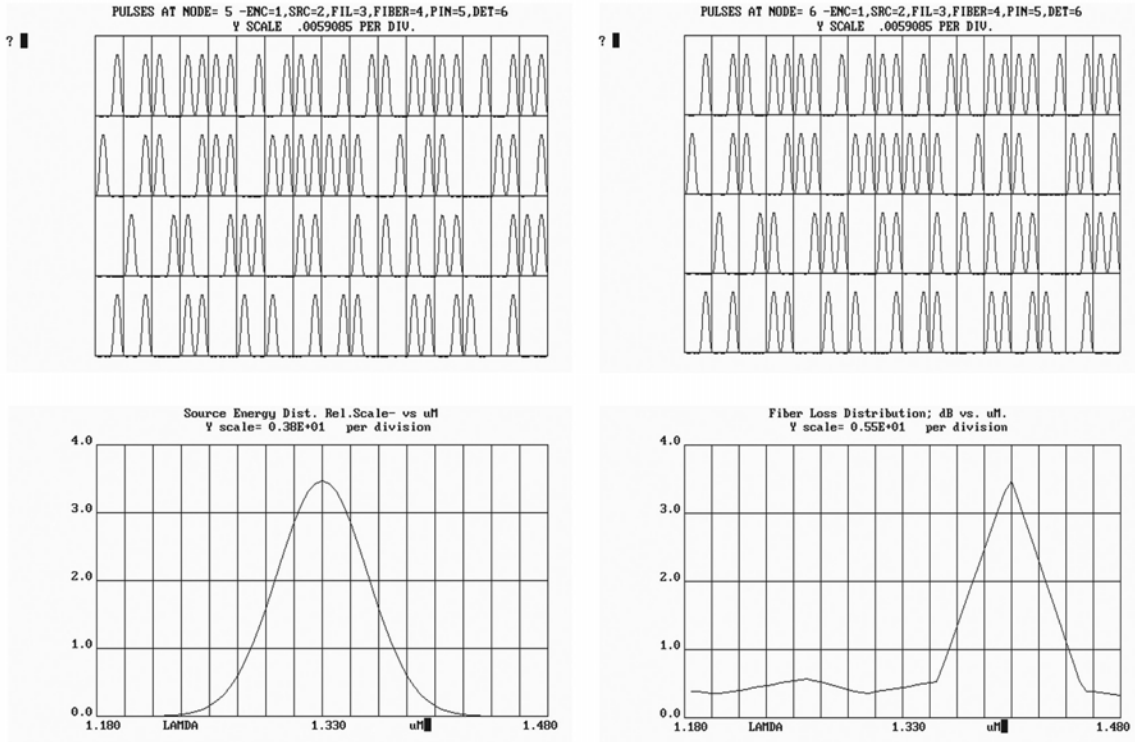 PULSES AT NODE= 5 -ENC=1,SRC=2,FIL=3,FIBER=4,PIN=5,DET=6
Y SCALE .0059085 PER DIV.
?
PULSES AT NODE= 6 -ENC=1,SRC=2,FIL=3,FIBER=4,PIN=5,DET=6
Y SCALE .0059085 PER DIV.
?
Source Energy Dist. Rel.Scale- vs uM
Y scale= 0.38E+01 per division
4.0
3.0
2.0
1.0
0.0
1.180 LAMDA 1.330 uM 1.480
Fiber Loss Distribution; dB vs. uM.
Y scale= 0.55E+01 per division
4.0
3.0
2.0
1.0
0.0
1.180 LAMDA 1.330 uM 1.480